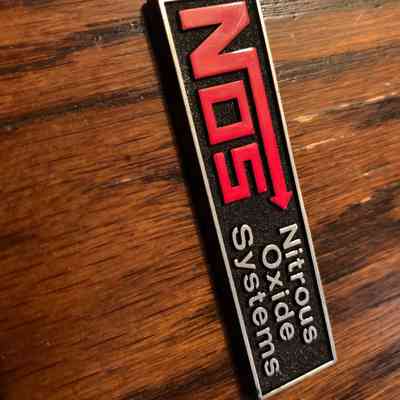 NOS
Nitrous
Oxide
Systems